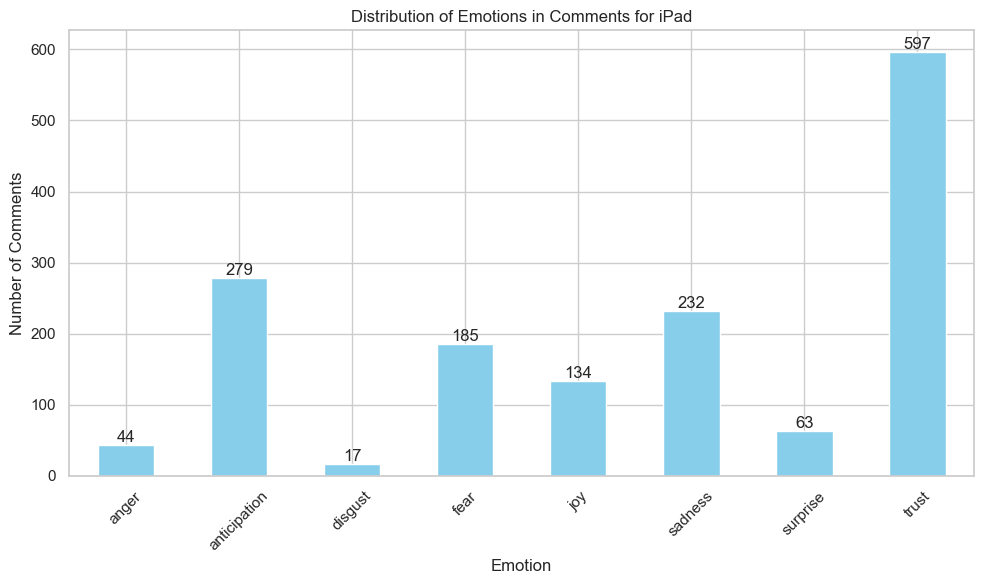 Distribution of Emotions in Comments for iPad
Number of Comments
600
500
400
300
200
100
0
44
279
17
185
134
232
63
597
anger
anticipation
disgust
fear
joy
sadness
surprise
trust
Emotion